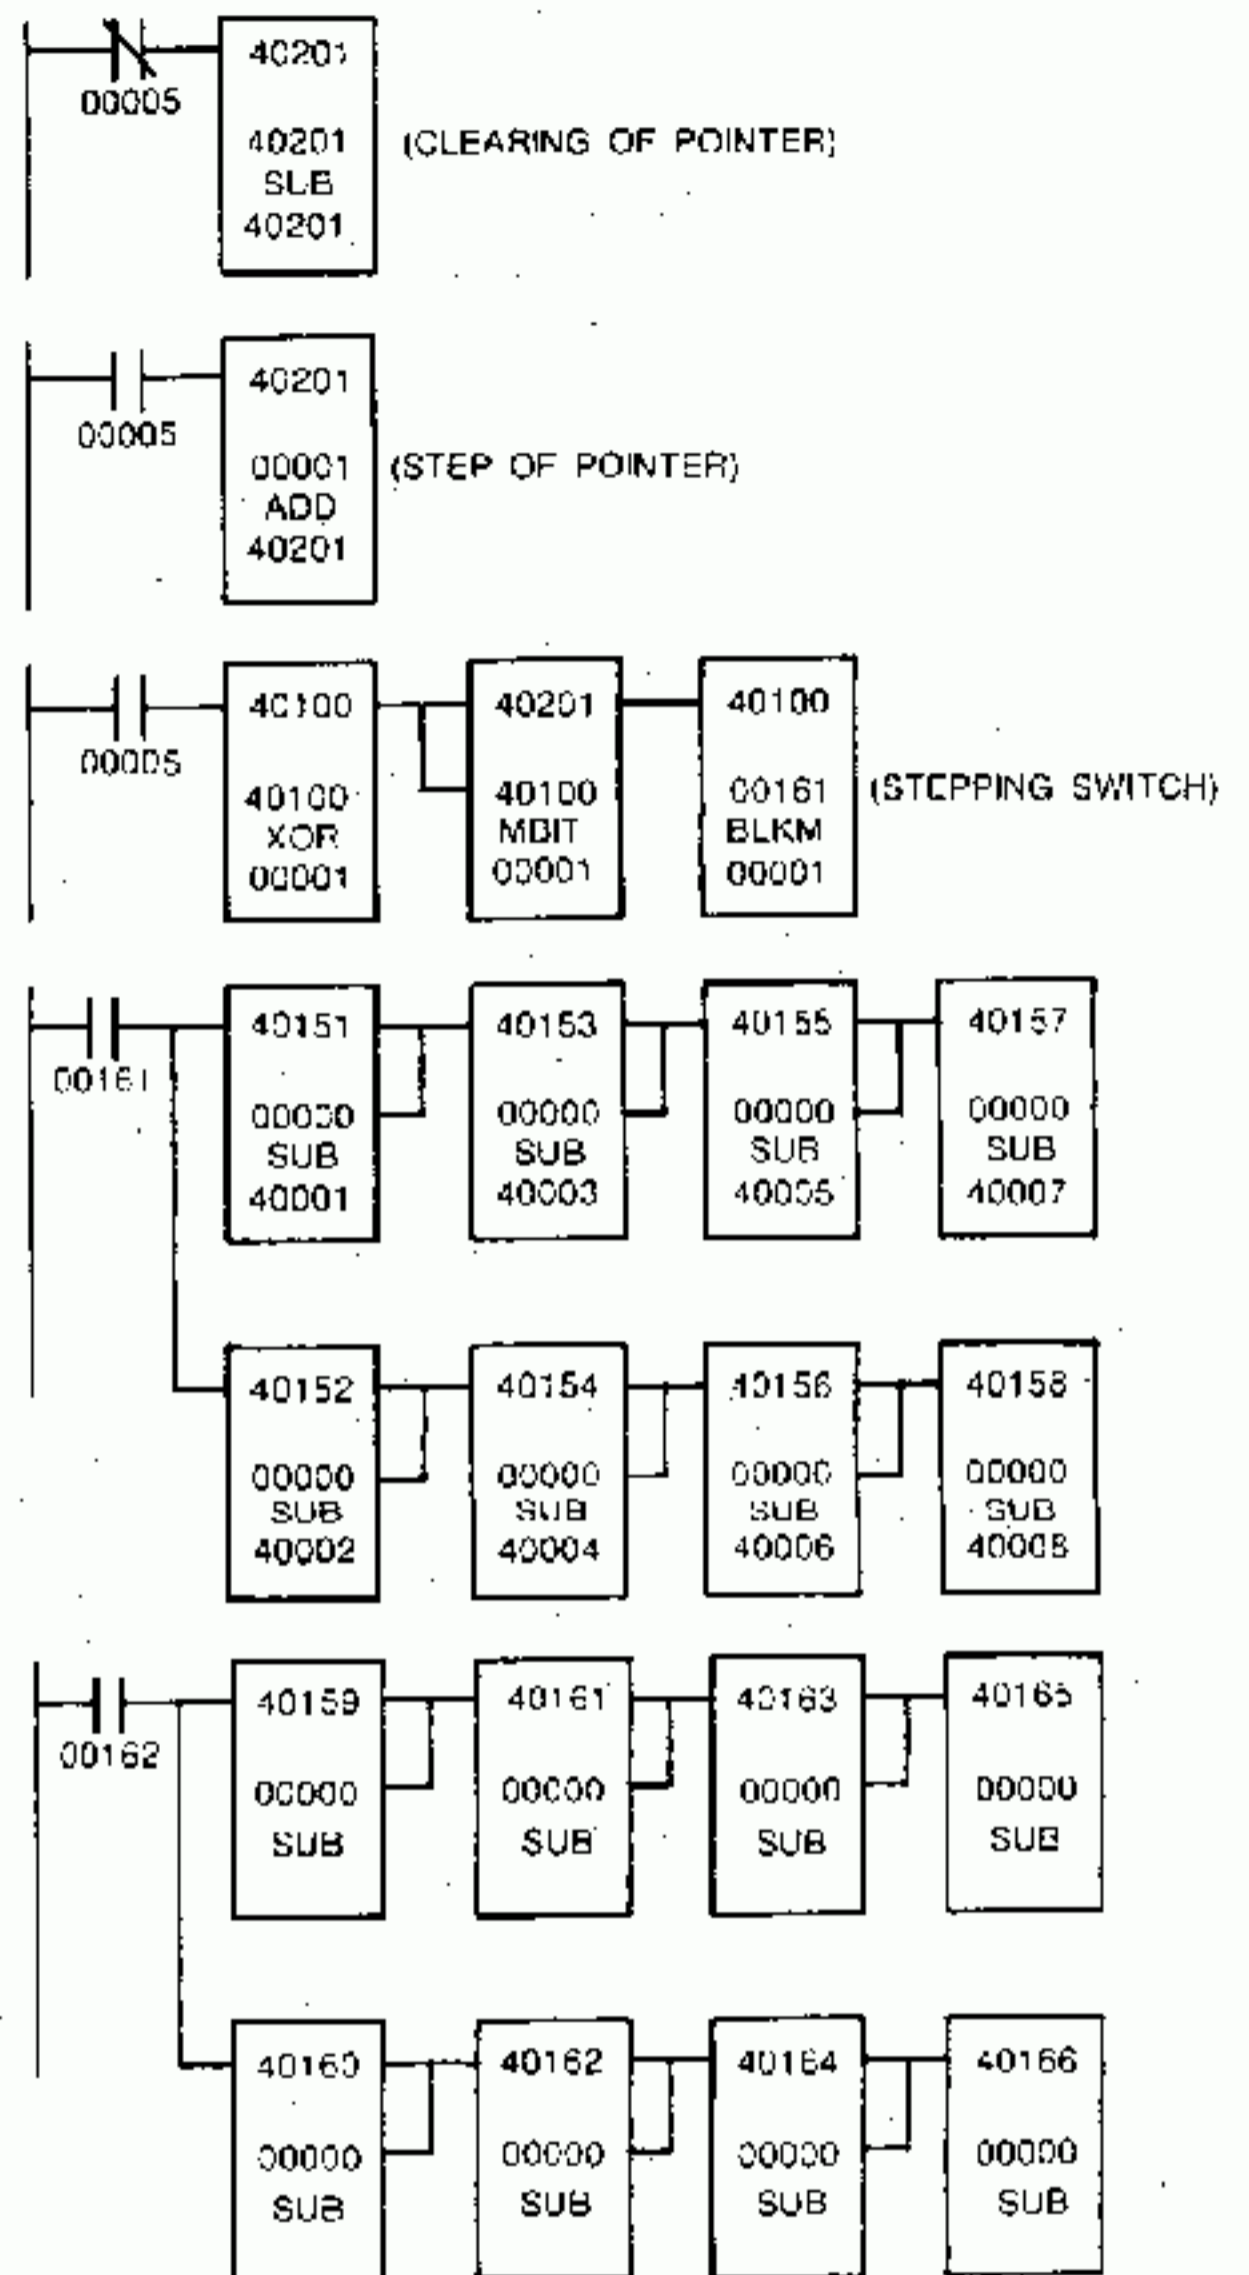 40201
00005
40201 (CLEARING OF POINTER)
SUB
40201
40201
00005
00001 (STEP OF POINTER)
ADD
40201
40100 40201 40100
00005
40100 40100 00161 (STEPPING SWITCH)
XOR MBIT BLKM
00001 00001 00001
40151 40153 40155 40157
00161
00000 00000 00000 00000
SUB SUB SUB SUB
40001 40003 40005 40007
40152 40154 40156 40158
00000 00000 00000 00000
SUB SUB SUB SUB
40002 40004 40006 40008
40159 40161 40163 40165
00162
00000 00000 00000 00000
SUB SUB SUB SUB
40160 40162 40164 40166
00000 00000 00000 00000
SUB SUB SUB SUB